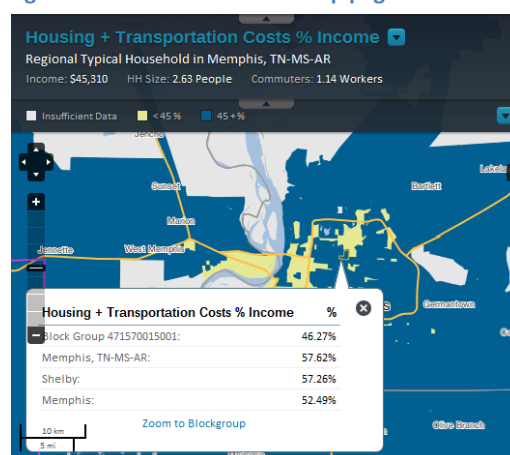 Housing + Transportation Costs % Income
Regional Typical Household in Memphis, TN-MS-AR
Income: $45,310 HH Size: 2.63 People Commuters: 1.14 Workers
Insufficient Data <45% 45+%
Jericho
Sunset
Bartlett
Marion
Jennette
West Memphis
Germantown
Housing + Transportation Costs % Income %
Block Group 471570015001: 46.27%
Memphis, TN-MS-AR: 57.62%
Shelby: 57.26%
Memphis: 52.49%
Zoom to Blockgroup
Olive Branch
10 km
5 mi